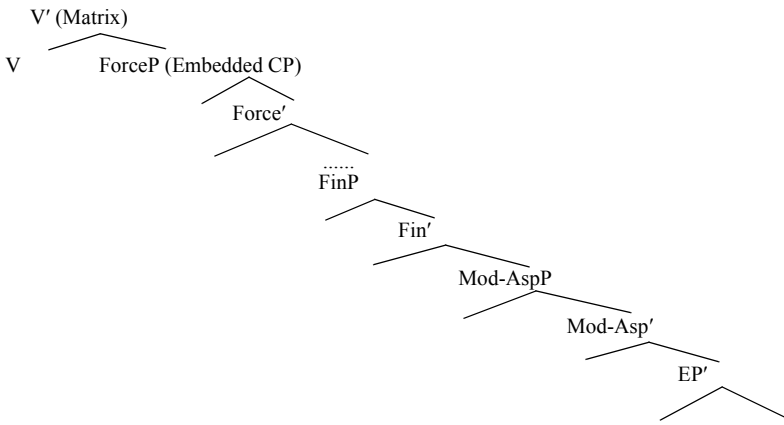 V′ (Matrix)
V ForceP (Embedded CP)
Force′
......
FinP
Fin′
Mod-AspP
Mod-Asp′
EP′